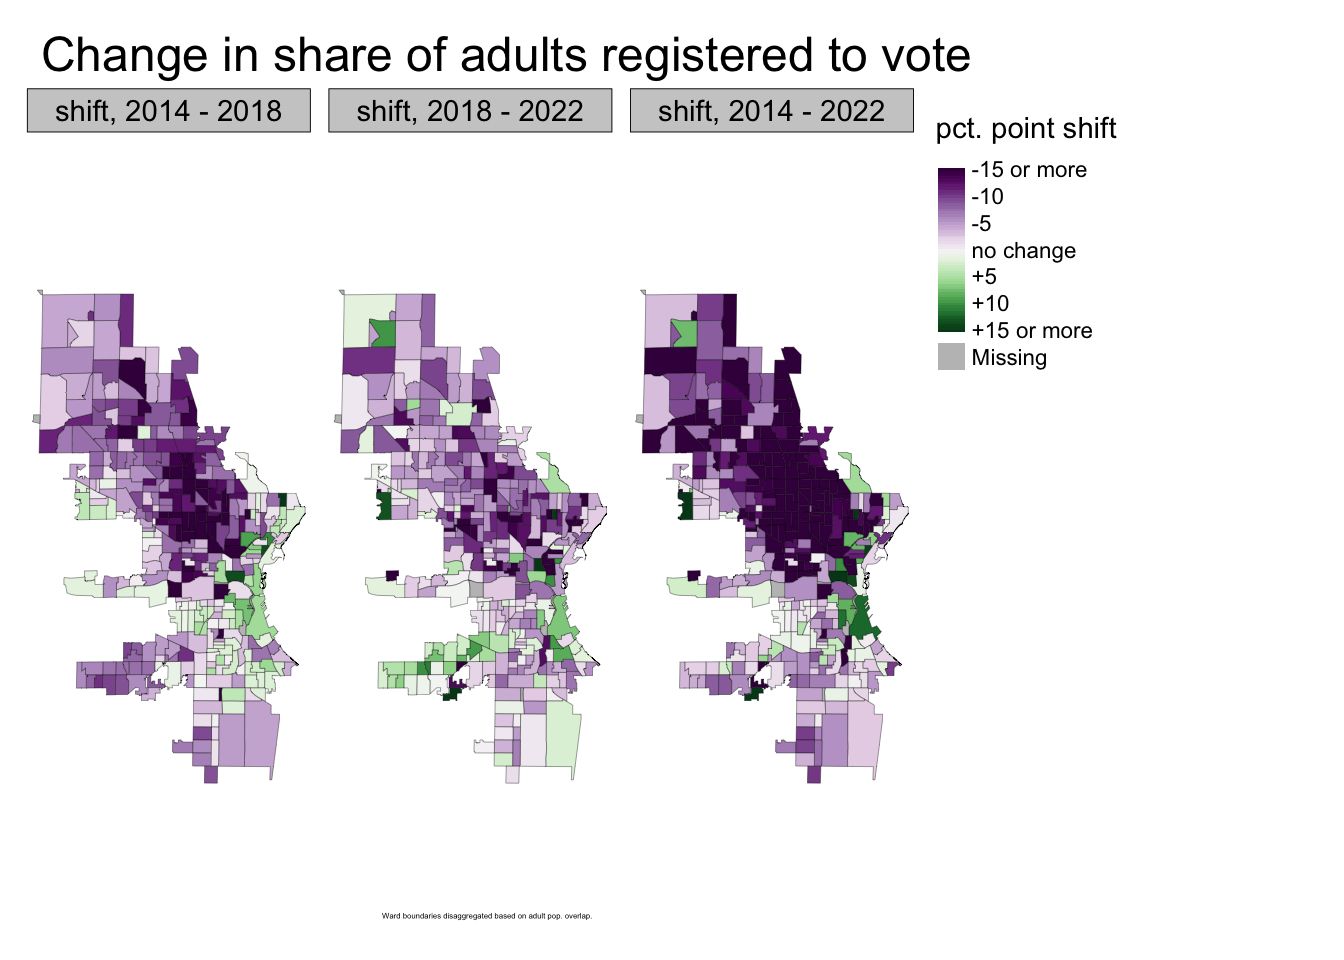 Change in share of adults registered to vote
shift, 2014 - 2018
shift, 2018 - 2022
shift, 2014 - 2022
pct. point shift
-15 or more
-10
-5
no change
+5
+10
+15 or more
Missing
Ward boundaries disaggregated based on adult pop. overlap.